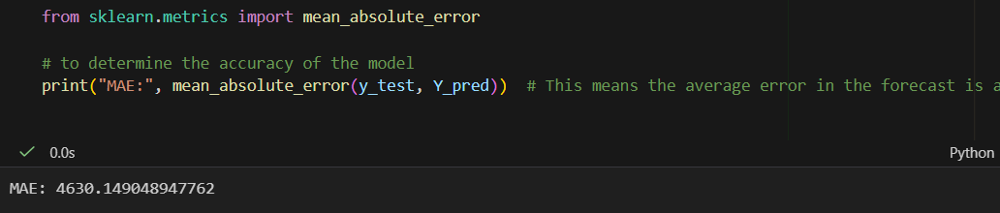 from sklearn.metrics import mean_absolute_error
# to determine the accuracy of the model
print("MAE:", mean_absolute_error(y_test, Y_pred))  # This means the average error in the forecast is a
0.0s
Python
MAE: 4630.149048947762